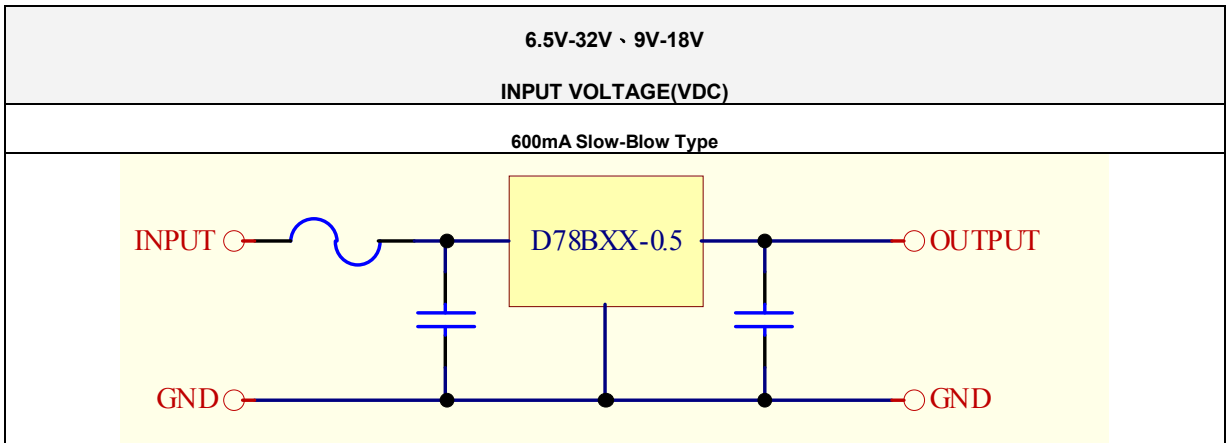 6.5V-32V、9V-18V
INPUT VOLTAGE(VDC)
600mA Slow-Blow Type
INPUT D78BXX-0.5 OUTPUT
GND GND